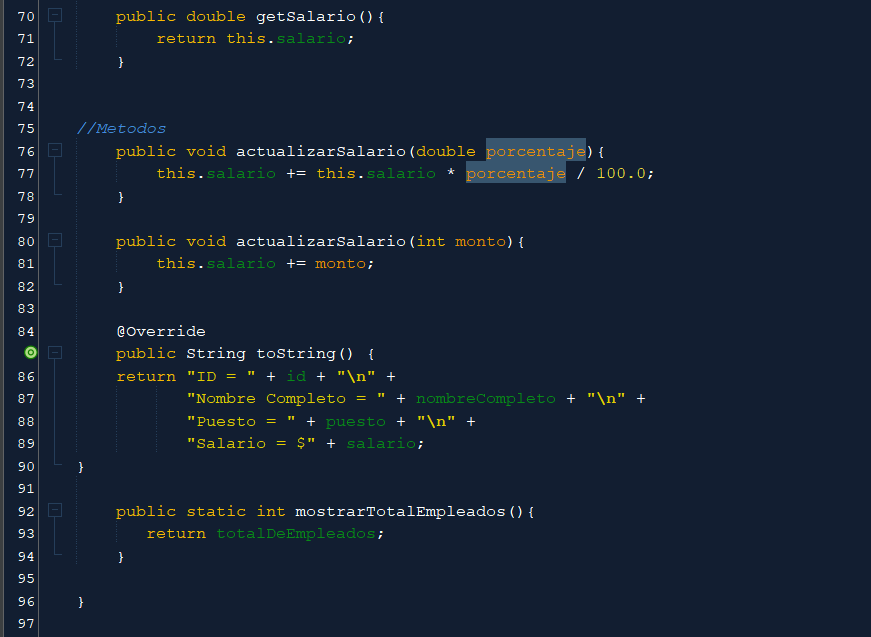 70 public double getSalario(){
71 return this.salario;
72 }
73
74
75 //Metodos
76 public void actualizarSalario(double porcentaje){
77 this.salario += this.salario * porcentaje / 100.0;
78 }
79
80 public void actualizarSalario(int monto){
81 this.salario += monto;
82 }
83
84 @Override
public String toString() {
86 return "ID = " + id + "\n" +
87 "Nombre Completo = " + nombreCompleto + "\n" +
88 "Puesto = " + puesto + "\n" +
89 "Salario = $" + salario;
90 }
91
92 public static int mostrarTotalEmpleados(){
93 return totalDeEmpleados;
94 }
95
96 }
97